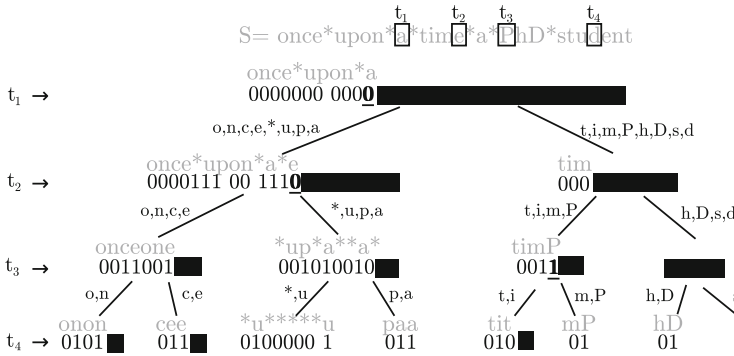 t1 t2 t3 t4
S= once*upon*a*time*a*PhD*student
once*upon*a
t1 → 0000000 0000
o,n,c,e,*,u,p,a t,i,m,P,h,D,s,d
once*upon*a*e tim
t2 → 0000111 00 1110 000
o,n,c,e *,u,p,a t,i,m,P h,D,s,d
onceone *up*a**a* timP
t3 → 0011001 001010010 0011
o,n c,e *,u p,a t,i m,P h,D
onon cee *u*****u paa tit mP hD
t4 → 0101 011 0100000 1 011 010 01 01